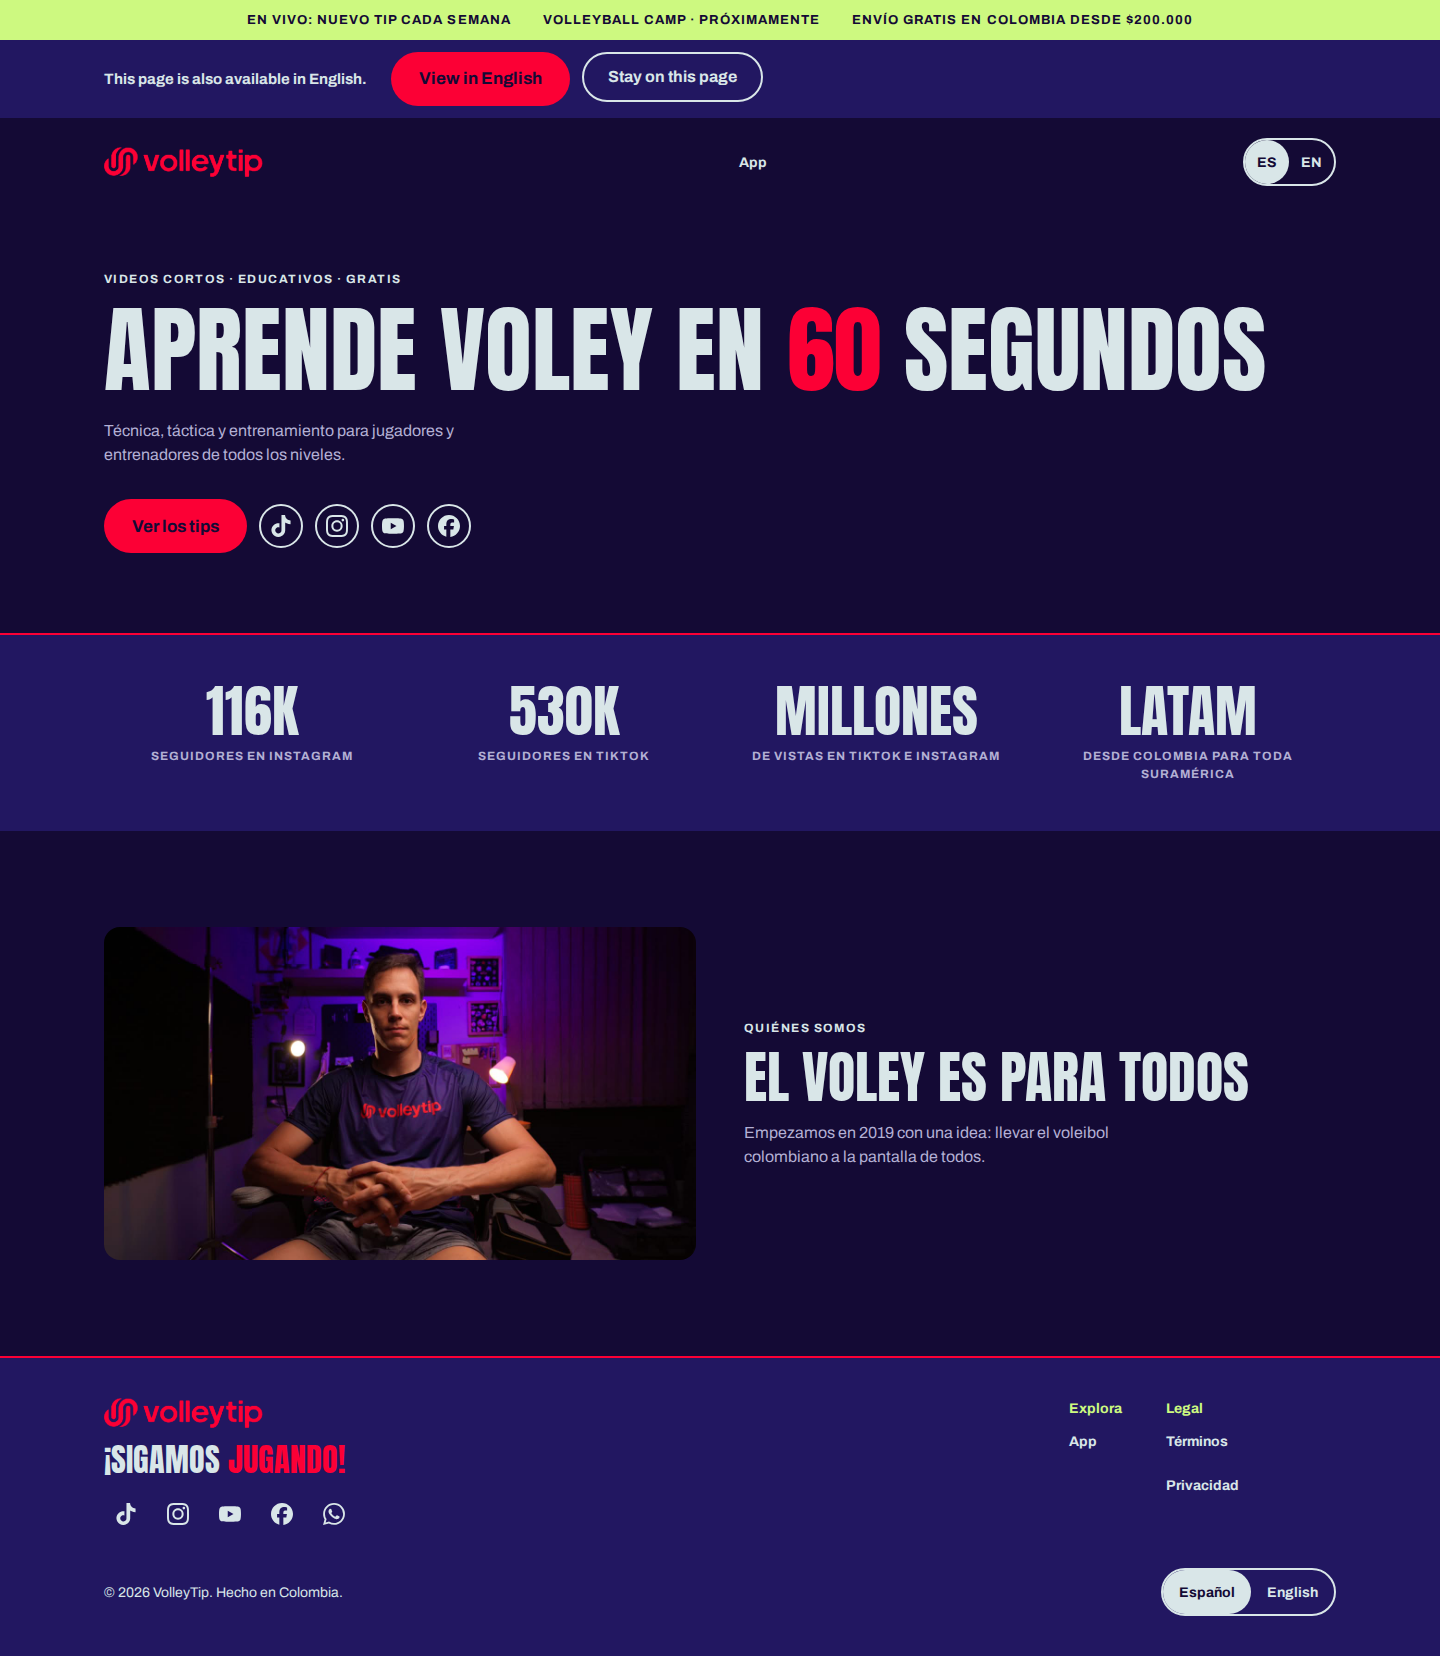 EN VIVO: NUEVO TIP CADA SEMANA VOLLEYBALL CAMP · PRÓXIMAMENTE ENVÍO GRATIS EN COLOMBIA DESDE $200.000
This page is also available in English. View in English Stay on this page
volleytip App ES EN
VIDEOS CORTOS · EDUCATIVOS · GRATIS
APRENDE VOLEY EN 60 SEGUNDOS
Técnica, táctica y entrenamiento para jugadores y
entrenadores de todos los niveles.
Ver los tips
116K
SEGUIDORES EN INSTAGRAM
530K
SEGUIDORES EN TIKTOK
MILLONES
DE VISTAS EN TIKTOK E INSTAGRAM
LATAM
DESDE COLOMBIA PARA TODA
SURAMÉRICA
volleytip
QUIÉNES SOMOS
EL VOLEY ES PARA TODOS
Empezamos en 2019 con una idea: llevar el voleibol
colombiano a la pantalla de todos.
volleytip
¡SIGAMOS JUGANDO!
Explora
App
Legal
Términos
Privacidad
© 2026 VolleyTip. Hecho en Colombia.
Español English